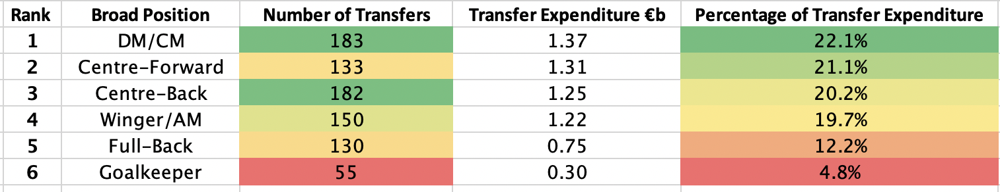 Rank Broad Position Number of Transfers Transfer Expenditure €b Percentage of Transfer Expenditure
1 DM/CM 183 1.37 22.1%
2 Centre-Forward 133 1.31 21.1%
3 Centre-Back 182 1.25 20.2%
4 Winger/AM 150 1.22 19.7%
5 Full-Back 130 0.75 12.2%
6 Goalkeeper 55 0.30 4.8%